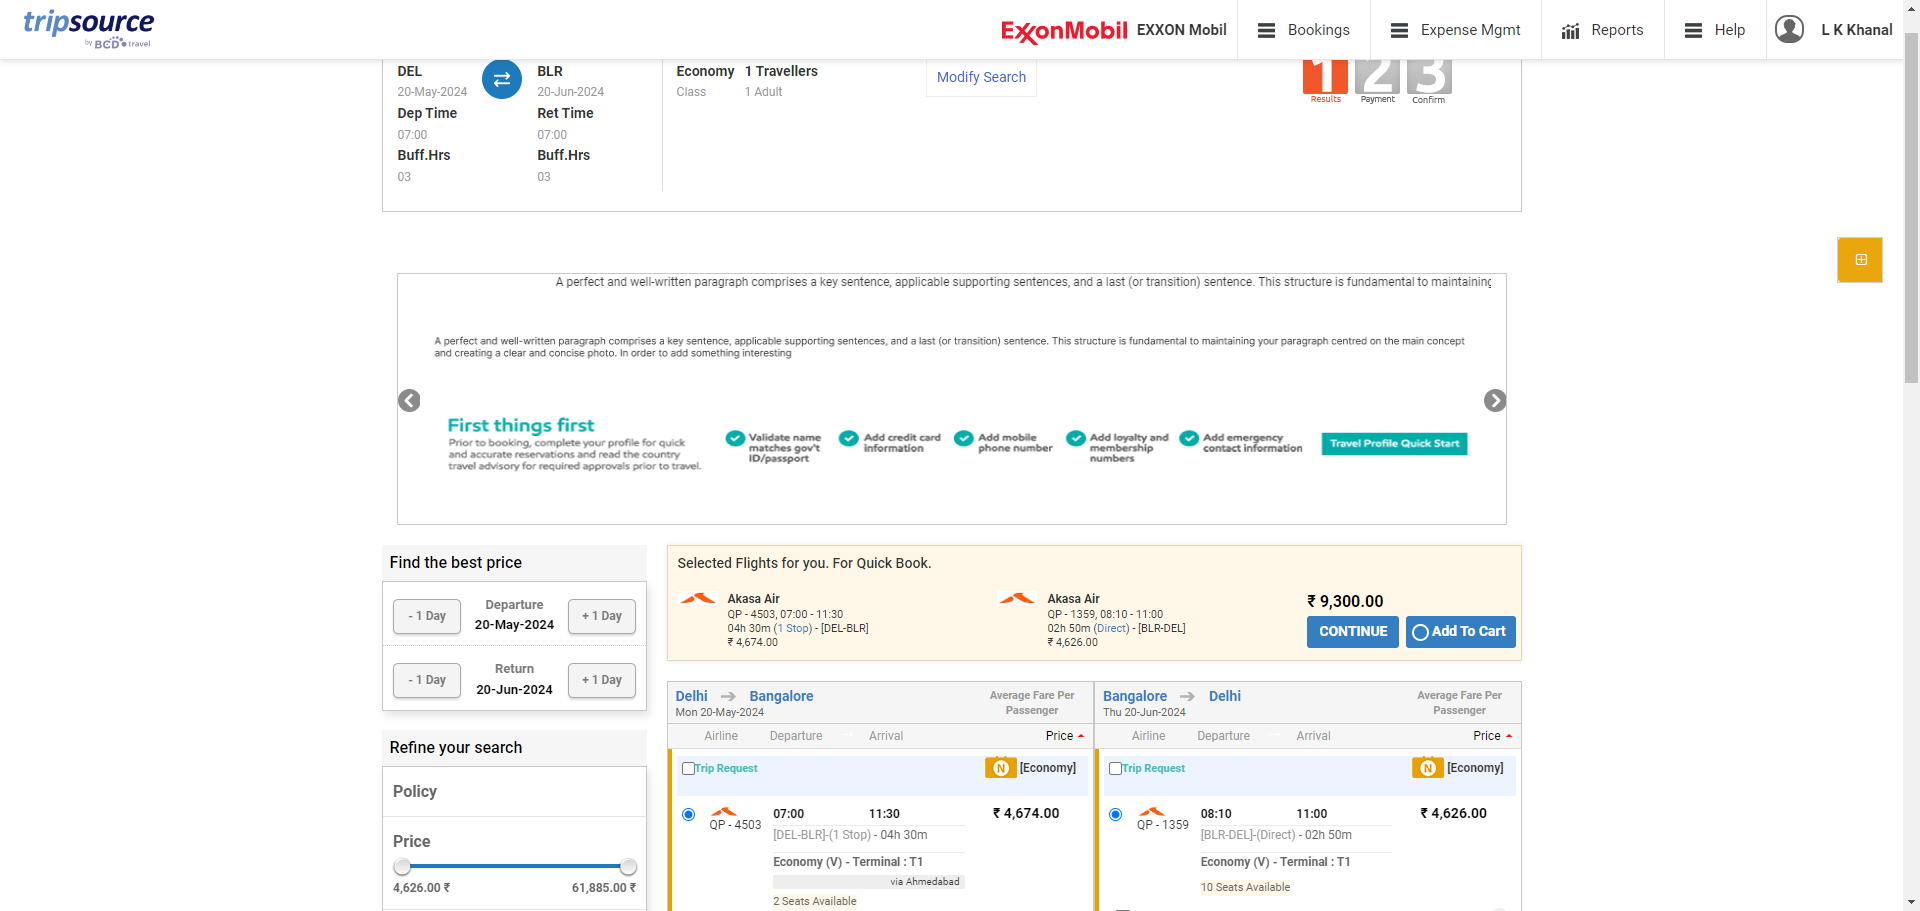 tripsource
by BCD travel
ExxonMobil EXXON Mobil
Bookings
Expense Mgmt
Reports
Help
L K Khanal
DEL
20-May-2024
Dep Time
07:00
Buff.Hrs
03
BLR
20-Jun-2024
Ret Time
07:00
Buff.Hrs
03
Economy
Class
1 Travellers
1 Adult
Modify Search
1 2 3
Results Payment Confirm
A perfect and well-written paragraph comprises a key sentence, applicable supporting sentences, and a last (or transition) sentence. This structure is fundamental to maintaining
A perfect and well-written paragraph comprises a key sentence, applicable supporting sentences, and a last (or transition) sentence. This structure is fundamental to maintaining your paragraph centred on the main concept
and creating a clear and concise photo. In order to add something interesting
First things first
Prior to booking, complete your profile for quick
and accurate reservations and read the country
travel advisory for required approvals prior to travel.
Validate name
matches gov't
ID/passport
Add credit card
information
Add mobile
phone number
Add loyalty and
membership
numbers
Add emergency
contact information
Travel Profile Quick Start
Find the best price
- 1 Day
Departure
20-May-2024
+ 1 Day
- 1 Day
Return
20-Jun-2024
+ 1 Day
Refine your search
Policy
Price
4,626.00 ₹ 61,885.00 ₹
Selected Flights for you. For Quick Book.
Akasa Air
QP - 4503, 07:00 - 11:30
04h 30m (1 Stop) - [DEL-BLR]
₹ 4,674.00
Akasa Air
QP - 1359, 08:10 - 11:00
02h 50m (Direct) - [BLR-DEL]
₹ 4,626.00
₹ 9,300.00
CONTINUE
Add To Cart
Delhi Bangalore
Mon 20-May-2024
Average Fare Per
Passenger
Airline Departure Arrival Price
Trip Request
N [Economy]
QP - 4503
07:00 11:30 ₹ 4,674.00
[DEL-BLR]-(1 Stop) - 04h 30m
Economy (V) - Terminal : T1
via Ahmedabad
2 Seats Available
Bangalore Delhi
Thu 20-Jun-2024
Average Fare Per
Passenger
Airline Departure Arrival Price
Trip Request
N [Economy]
QP - 1359
08:10 11:00 ₹ 4,626.00
[BLR-DEL]-(Direct) - 02h 50m
Economy (V) - Terminal : T1
10 Seats Available